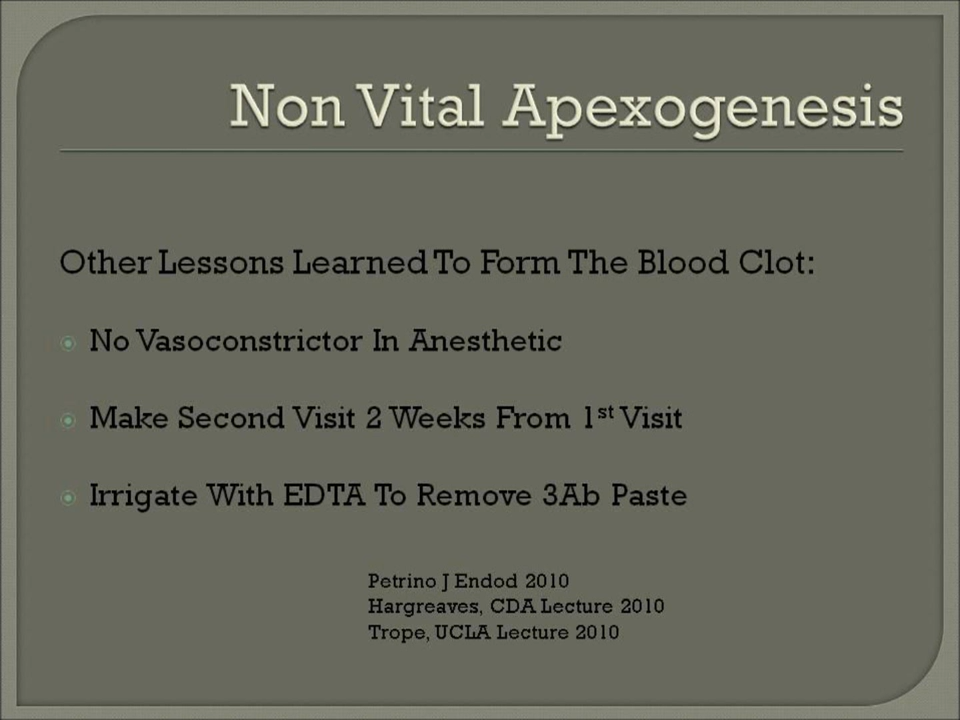 Non Vital Apexogenesis
Other Lessons Learned To Form The Blood Clot:
No Vasoconstrictor In Anesthetic
Make Second Visit 2 Weeks From 1st Visit
Irrigate With EDTA To Remove 3Ab Paste
Petrino J Endod 2010
Hargreaves, CDA Lecture 2010
Trope, UCLA Lecture 2010